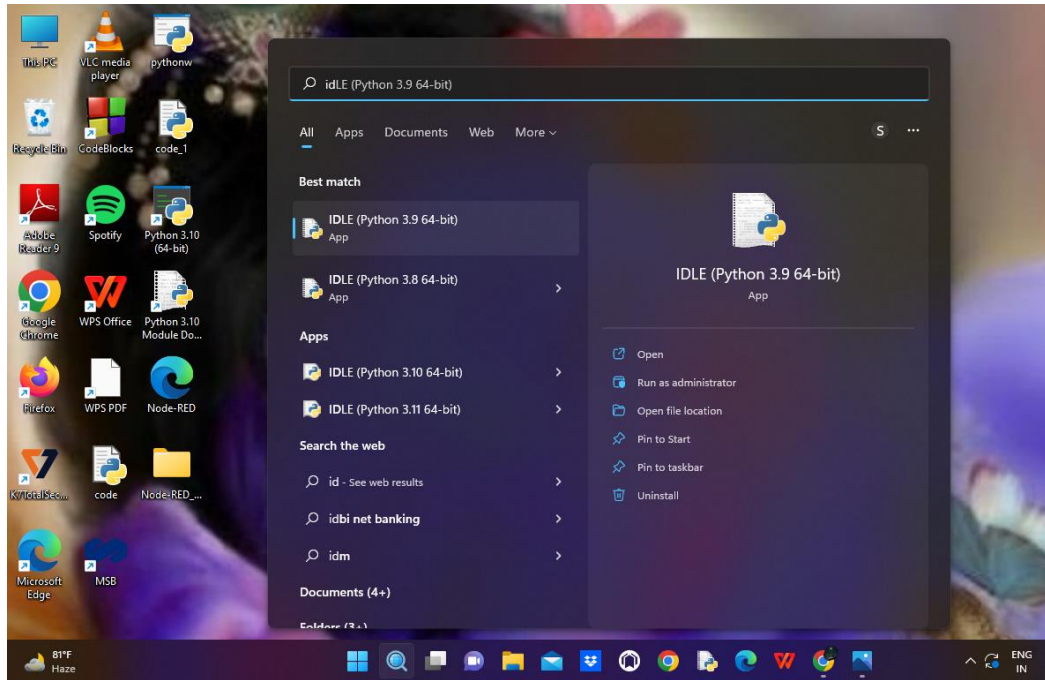 This PC
VLC media
player
pythonw
Recycle Bin
CodeBlocks
code_1
Adobe
Reader 9
Spotify
Python 3.10
(64-bit)
Google
Chrome
WPS Office
Python 3.10
Module Do...
Firefox
WPS PDF
Node-RED
K7TotalSec...
code
Node-RED_...
Microsoft
Edge
MSB
idLE (Python 3.9 64-bit)
All Apps Documents Web More
S ...
Best match
IDLE (Python 3.9 64-bit)
App
IDLE (Python 3.8 64-bit)
App
Apps
IDLE (Python 3.10 64-bit)
IDLE (Python 3.11 64-bit)
Search the web
id - See web results
idbi net banking
idm
Documents (4+)
Folders (3+)
IDLE (Python 3.9 64-bit)
App
Open
Run as administrator
Open file location
Pin to Start
Pin to taskbar
Uninstall
81°F
Haze
ENG
IN